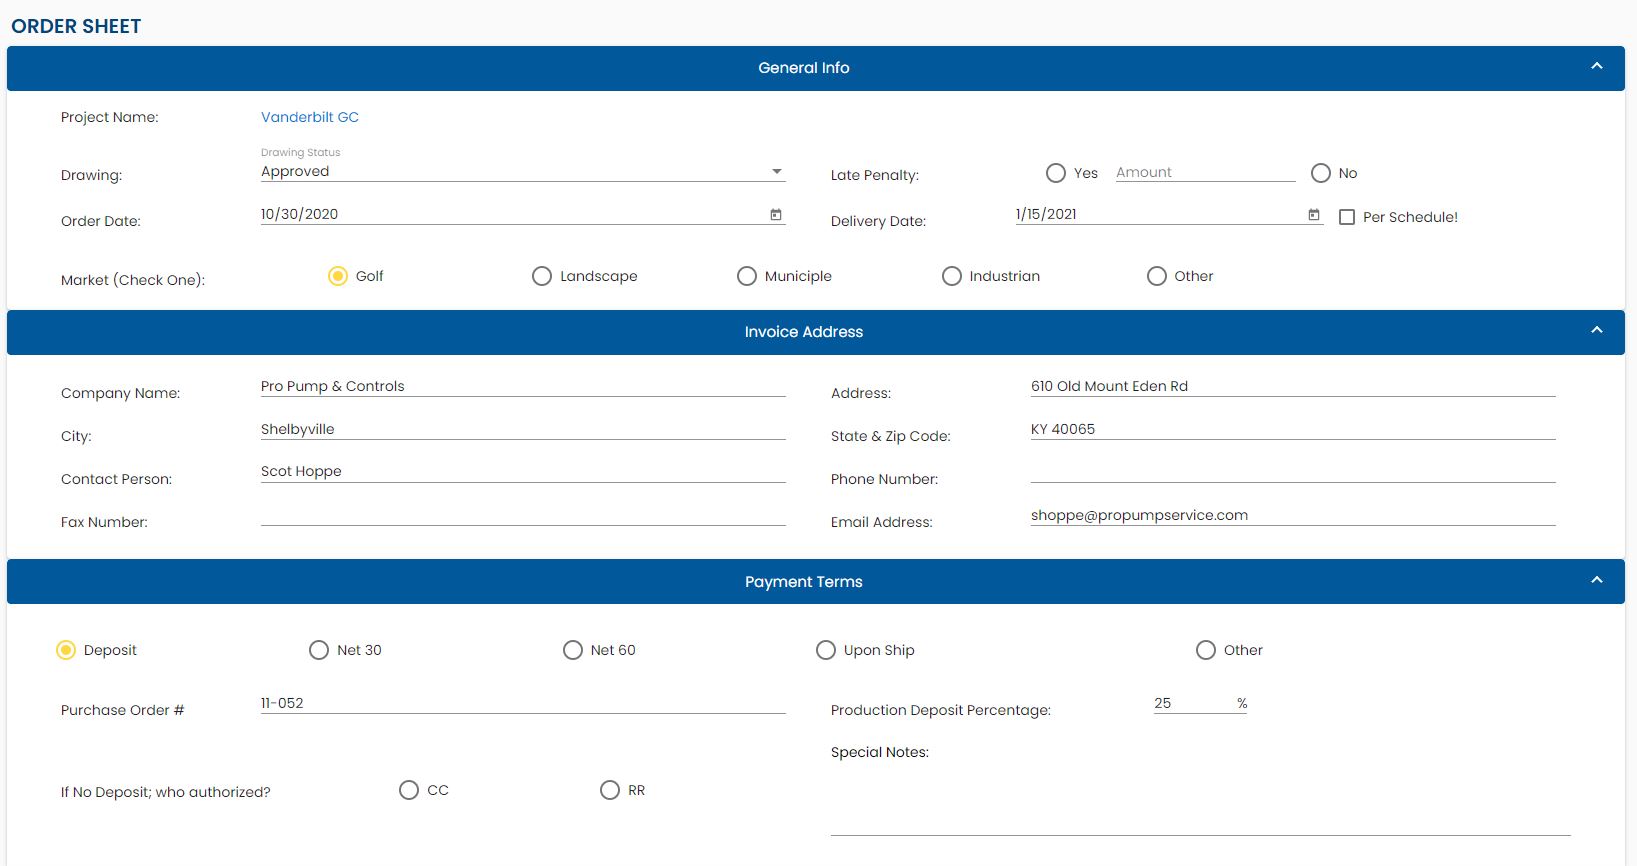 ORDER SHEET
General Info
Project Name: Vanderbilt GC
Drawing Status
Drawing: Approved Late Penalty: Yes Amount No
Order Date: 10/30/2020 Delivery Date: 1/15/2021 Per Schedule!
Market (Check One): Golf Landscape Municiple Industrian Other
Invoice Address
Company Name: Pro Pump & Controls Address: 610 Old Mount Eden Rd
City: Shelbyville State & Zip Code: KY 40065
Contact Person: Scot Hoppe Phone Number:
Fax Number: Email Address: shoppe@propumpservice.com
Payment Terms
Deposit Net 30 Net 60 Upon Ship Other
Purchase Order # 11-052 Production Deposit Percentage: 25 %
Special Notes:
If No Deposit; who authorized? CC RR